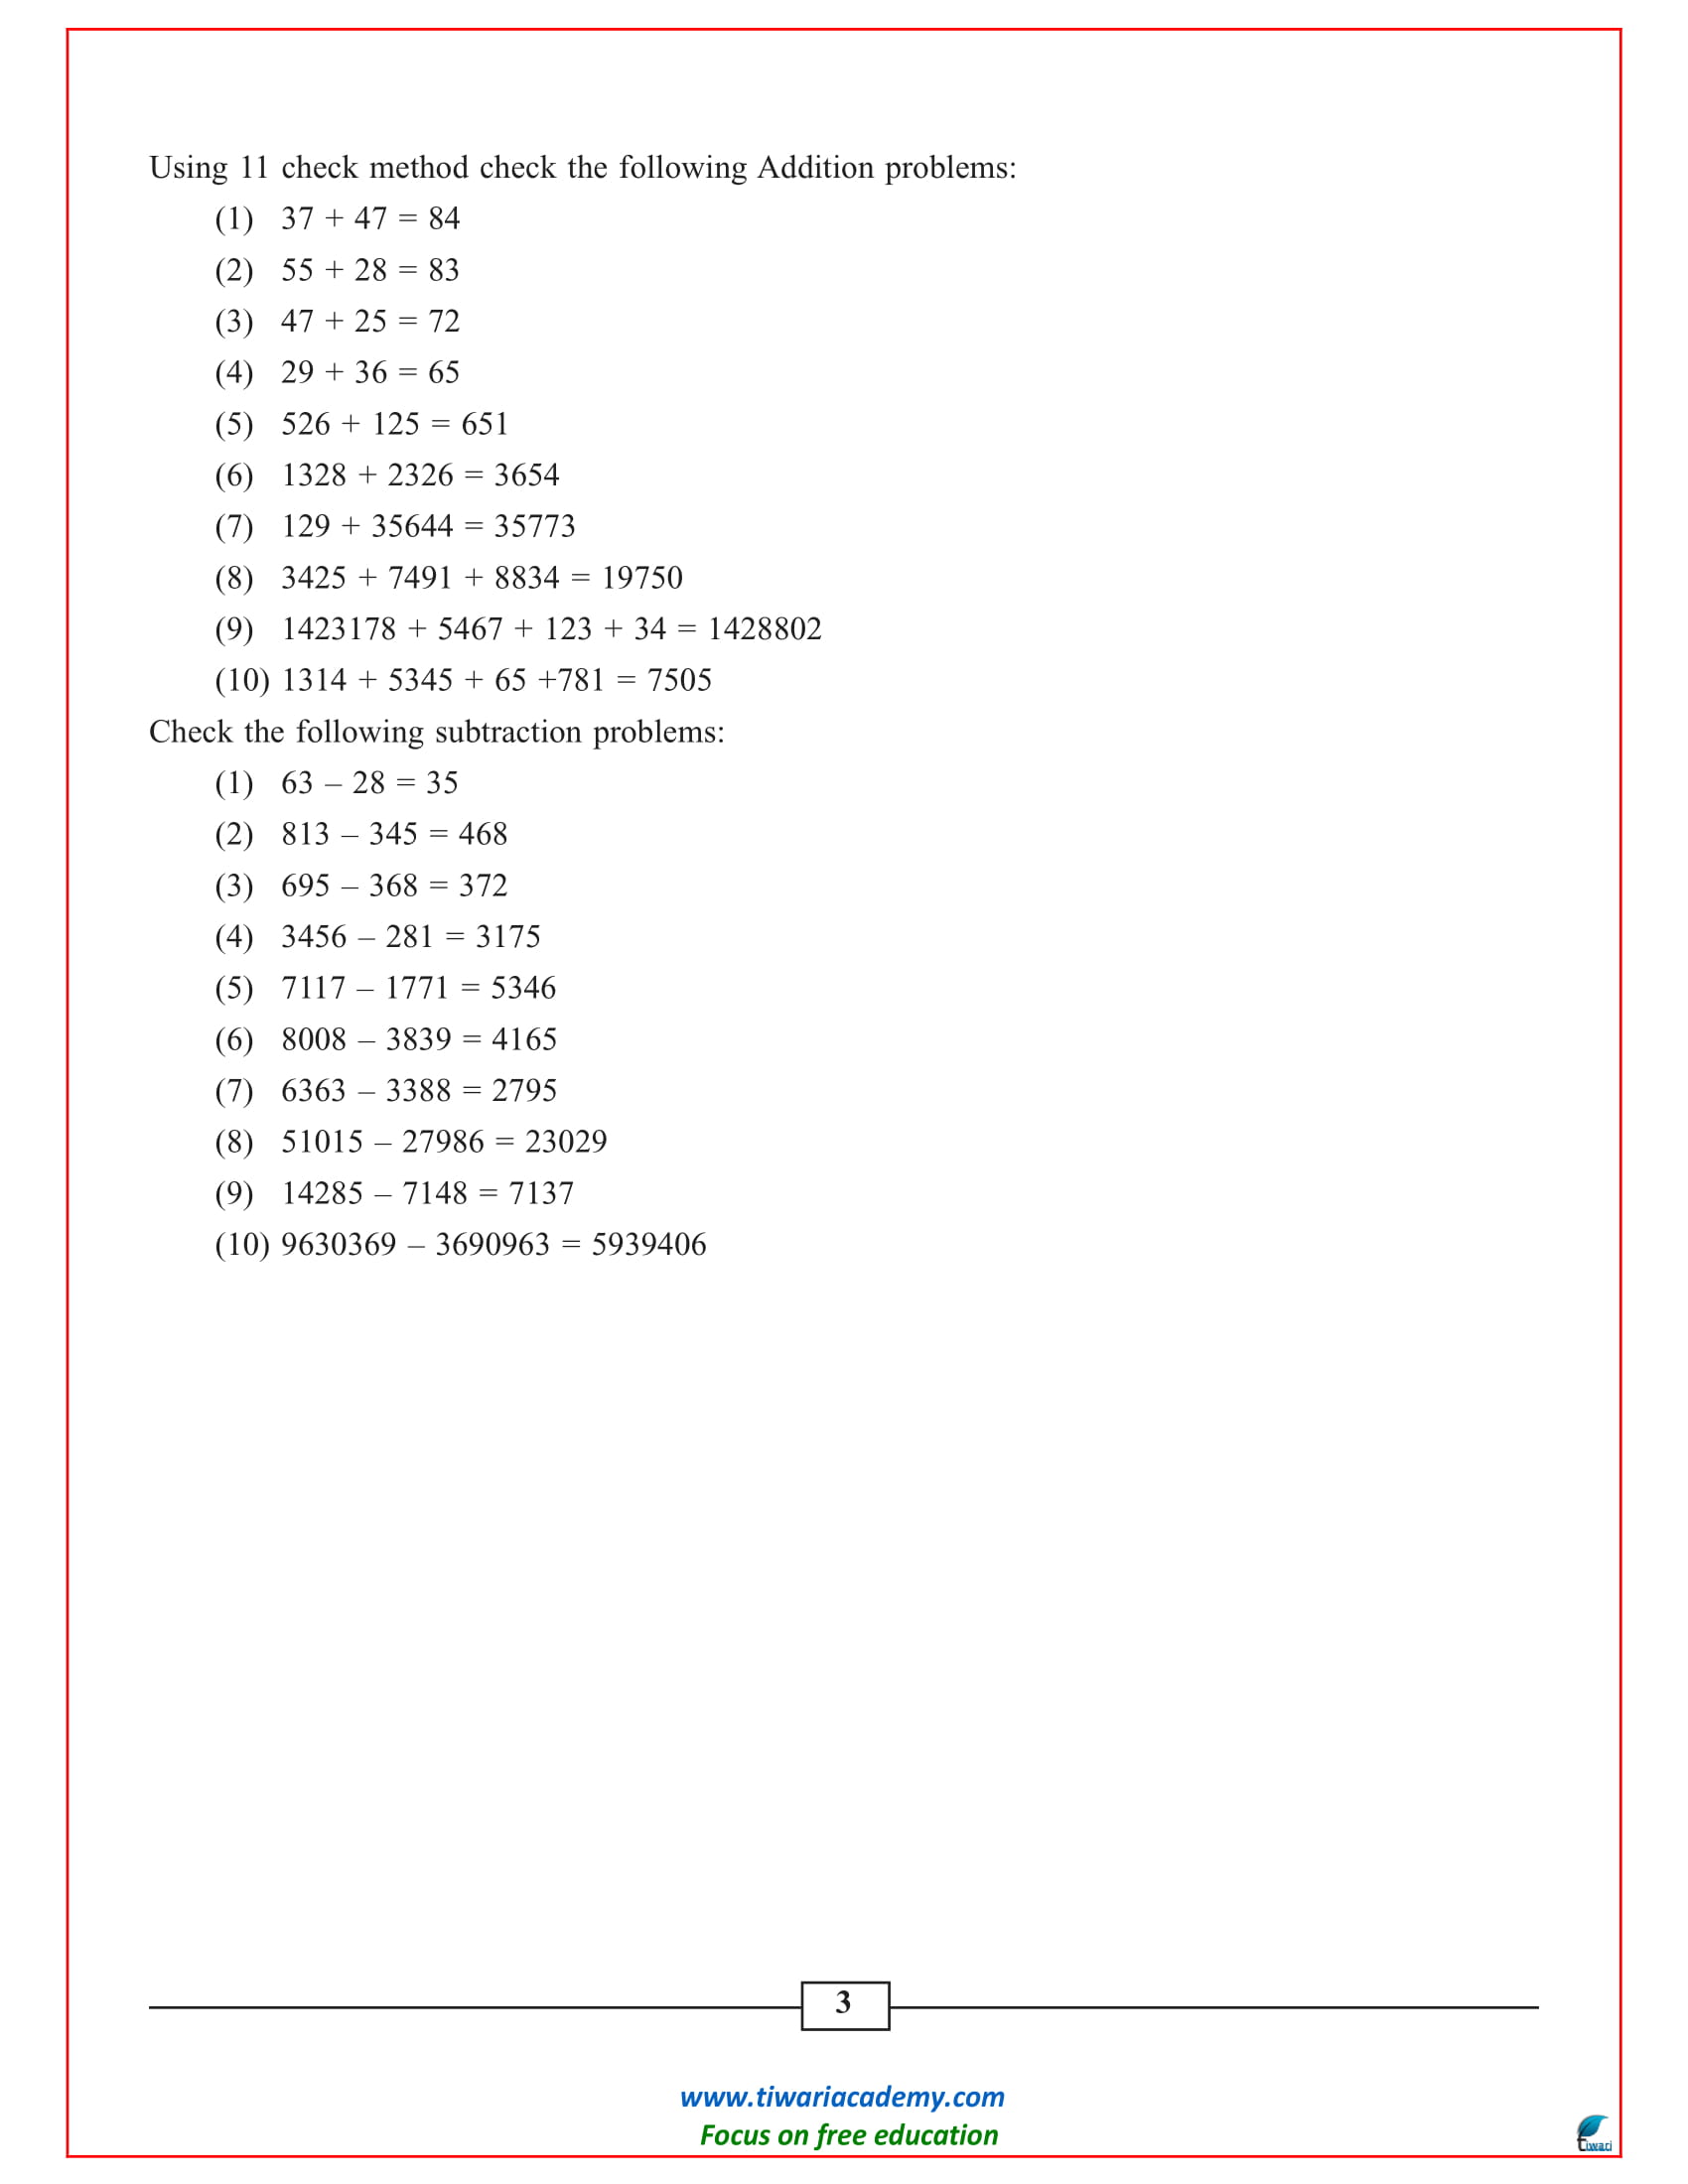 Using 11 check method check the following Addition problems:
(1) 37 + 47 = 84
(2) 55 + 28 = 83
(3) 47 + 25 = 72
(4) 29 + 36 = 65
(5) 526 + 125 = 651
(6) 1328 + 2326 = 3654
(7) 129 + 35644 = 35773
(8) 3425 + 7491 + 8834 = 19750
(9) 1423178 + 5467 + 123 + 34 = 1428802
(10) 1314 + 5345 + 65 +781 = 7505
Check the following subtraction problems:
(1) 63 – 28 = 35
(2) 813 – 345 = 468
(3) 695 – 368 = 372
(4) 3456 – 281 = 3175
(5) 7117 – 1771 = 5346
(6) 8008 – 3839 = 4165
(7) 6363 – 3388 = 2795
(8) 51015 – 27986 = 23029
(9) 14285 – 7148 = 7137
(10) 9630369 – 3690963 = 5939406
3
www.tiwariacademy.com
Focus on free education
Tiwari